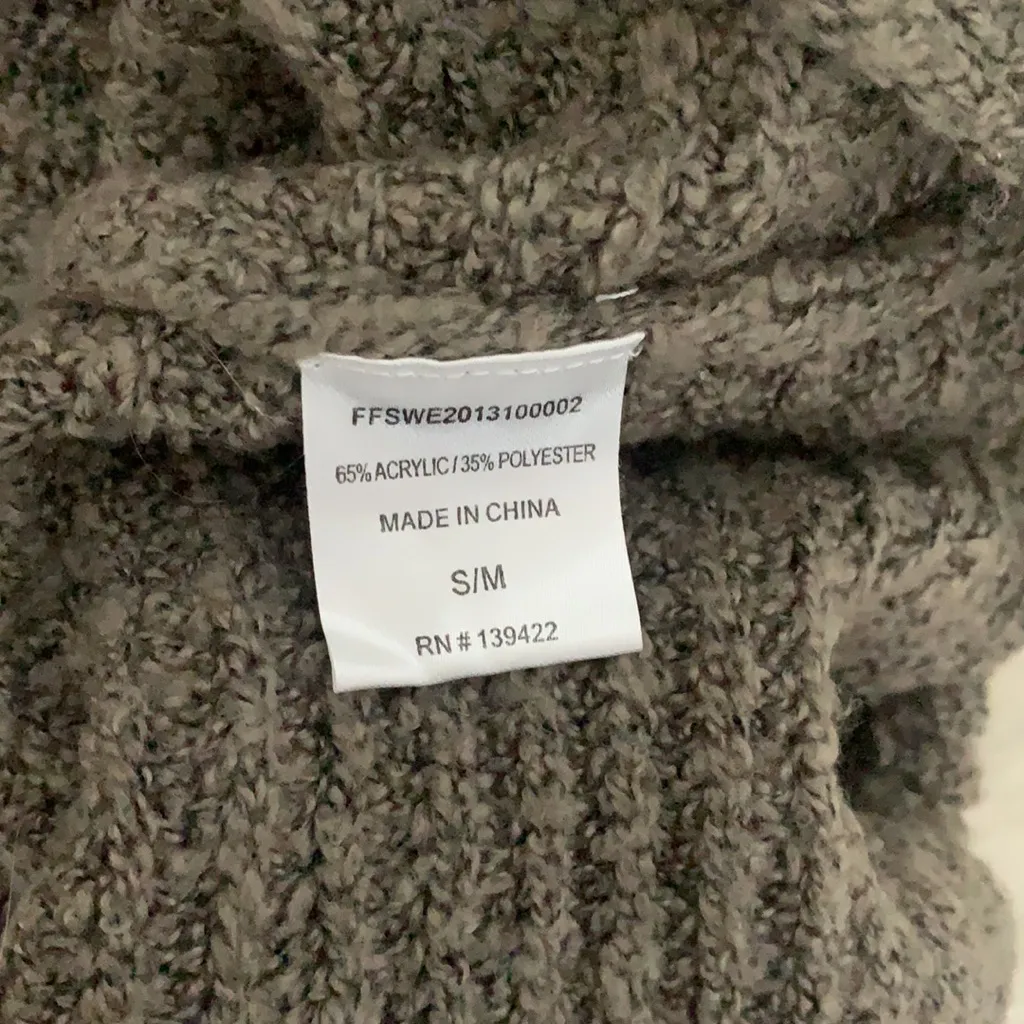 FFSWE2013100002
65% ACRYLIC / 35% POLYESTER
MADE IN CHINA
S/M
RN # 139422